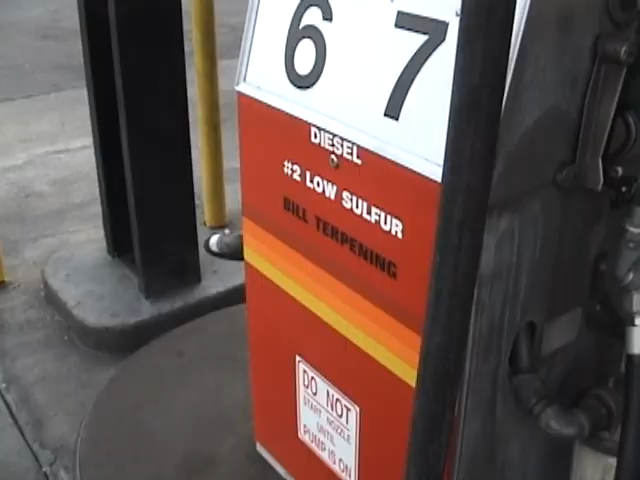 6 7
DIESEL
#2 LOW SULFUR
BILL TERPENING
DO NOT
START NOZZLE
UNTIL
PUMP IS ON